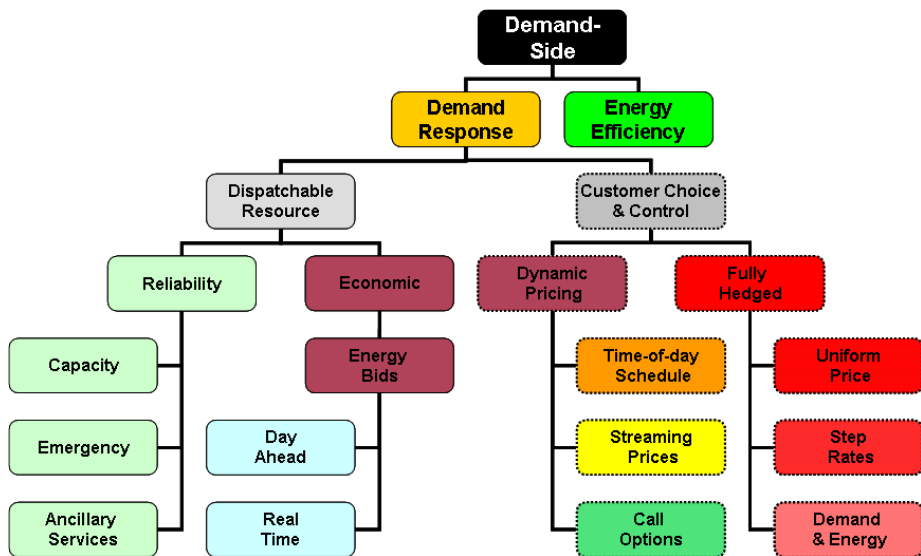 Demand-
Side
Demand
Response
Energy
Efficiency
Dispatchable
Resource
Customer Choice
& Control
Reliability
Economic
Dynamic
Pricing
Fully
Hedged
Capacity
Energy
Bids
Time-of-day
Schedule
Uniform
Price
Emergency
Day
Ahead
Streaming
Prices
Step
Rates
Ancillary
Services
Real
Time
Call
Options
Demand
& Energy